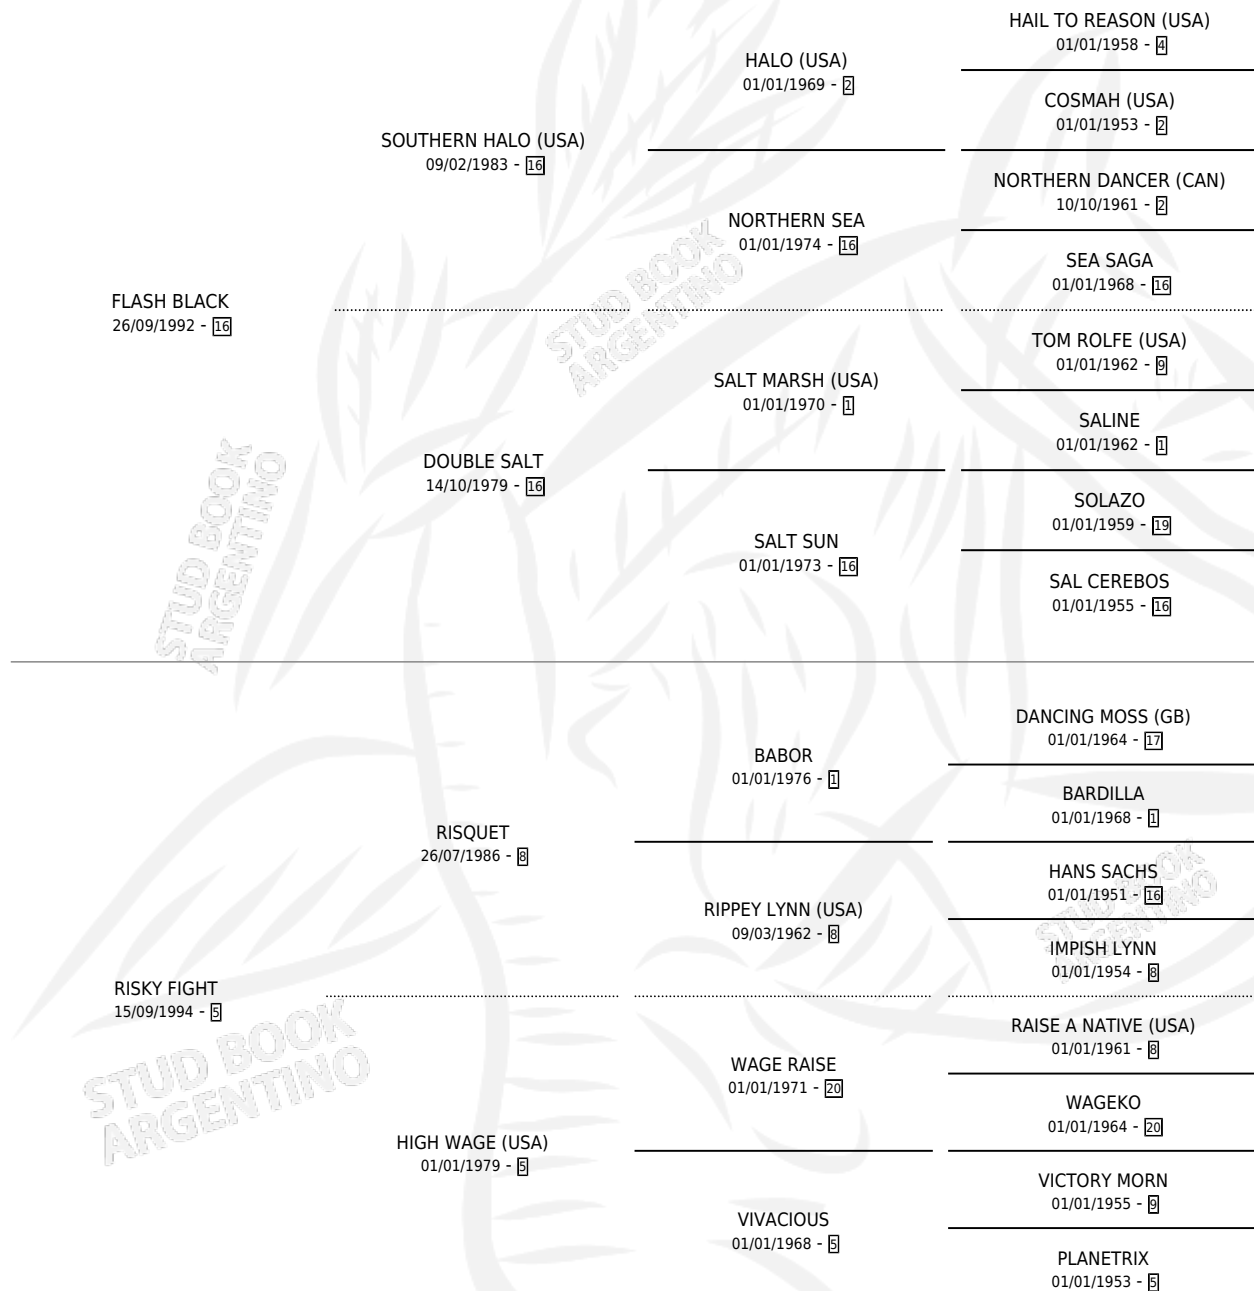 HAIL TO REASON (USA)
01/01/1958 - 4
HALO (USA)
01/01/1969 - 2
COSMAH (USA)
01/01/1953 - 2
SOUTHERN HALO (USA)
09/02/1983 - 16
NORTHERN DANCER (CAN)
10/10/1961 - 2
NORTHERN SEA
01/01/1974 - 16
SEA SAGA
01/01/1968 - 16
FLASH BLACK
26/09/1992 - 16
STUD BOOK
ARGENTINO
TOM ROLFE (USA)
01/01/1962 - 9
SALT MARSH (USA)
01/01/1970 - 1
SALINE
01/01/1962 - 1
DOUBLE SALT
14/10/1979 - 16
SOLAZO
01/01/1959 - 19
SALT SUN
01/01/1973 - 16
SAL CEREBOS
01/01/1955 - 16
STUD BOOK
ARGENTINO
DANCING MOSS (GB)
01/01/1964 - 17
BABOR
01/01/1976 - 1
BARDILLA
01/01/1968 - 1
RISQUET
26/07/1986 - 8
HANS SACHS
01/01/1951 - 16
RIPPEY LYNN (USA)
09/03/1962 - 8
STUD BOOK
ARGENTINO
IMPISH LYNN
01/01/1954 - 8
RISKY FIGHT
15/09/1994 - 5
RAISE A NATIVE (USA)
01/01/1961 - 8
WAGE RAISE
01/01/1971 - 20
STUD BOOK
ARGENTINO
WAGEKO
01/01/1964 - 20
HIGH WAGE (USA)
01/01/1979 - 5
VICTORY MORN
01/01/1955 - 9
VIVACIOUS
01/01/1968 - 5
PLANETRIX
01/01/1953 - 5